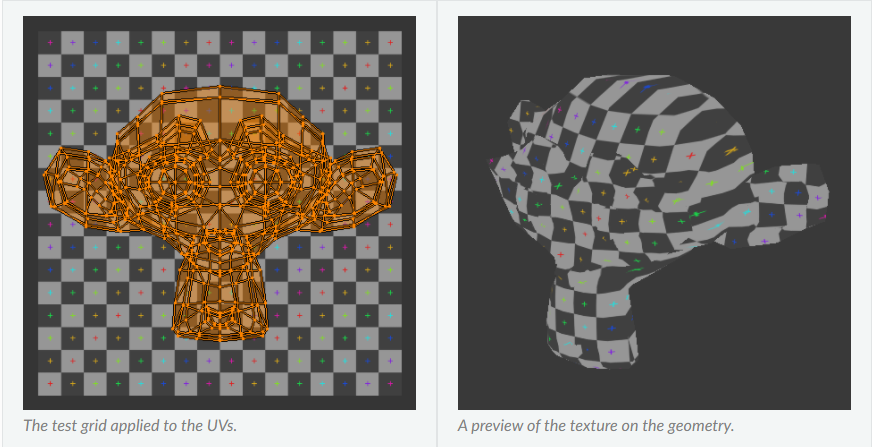 The test grid applied to the UVs.
A preview of the texture on the geometry.